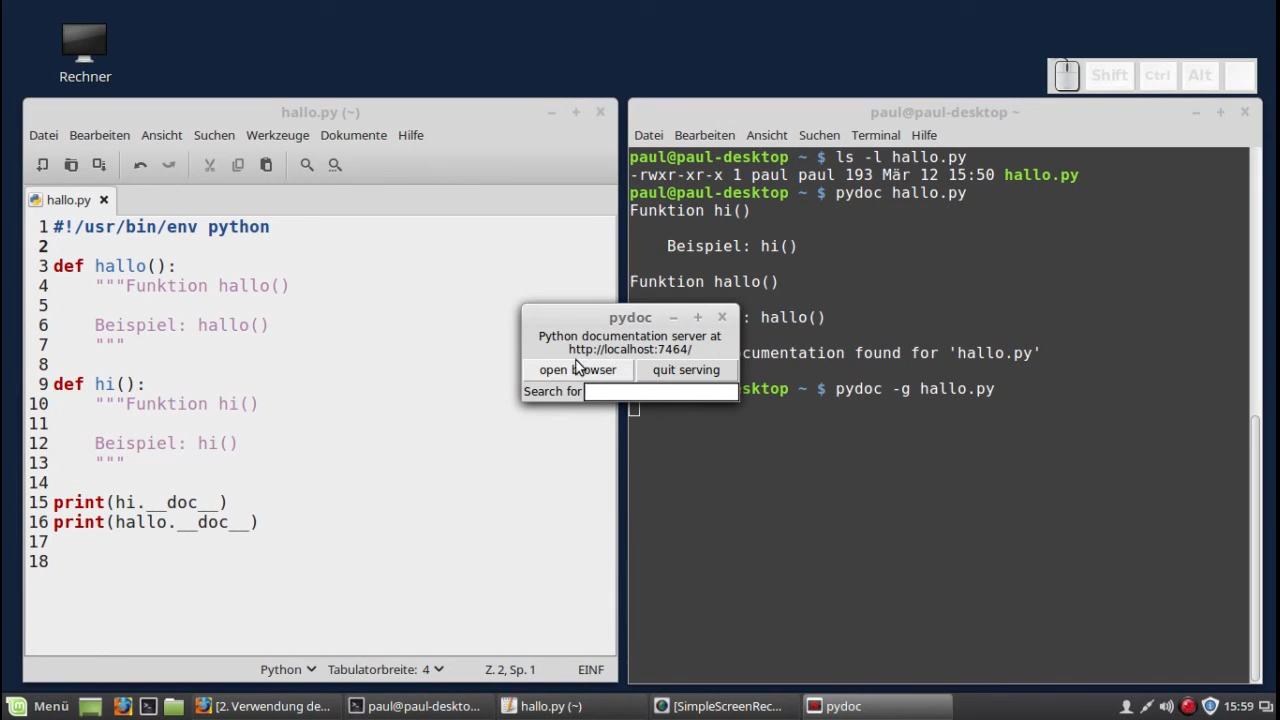 Rechner
Shift Ctrl Alt
hallo.py (~)
Datei Bearbeiten Ansicht Suchen Werkzeuge Dokumente Hilfe
hallo.py
1 #!/usr/bin/env python
2
3 def hallo():
4 """Funktion hallo()
5
6 Beispiel: hallo()
7 """
8
9 def hi():
10 """Funktion hi()
11
12 Beispiel: hi()
13 """
14
15 print(hi.__doc__)
16 print(hallo.__doc__)
17
18
Python Tabulatorbreite: 4 Z. 2, Sp. 1 EINF
paul@paul-desktop ~
Datei Bearbeiten Ansicht Suchen Terminal Hilfe
paul@paul-desktop ~ $ ls -l hallo.py
-rwxr-xr-x 1 paul paul 193 Mär 12 15:50 hallo.py
paul@paul-desktop ~ $ pydoc hallo.py
Funktion hi()
Beispiel: hi()
Funktion hallo()
: hallo()
ocumentation found for 'hallo.py'
sktop ~ $ pydoc -g hallo.py
pydoc
Python documentation server at
http://localhost:7464/
open browser quit serving
Search for
Menü [2. Verwendung de... paul@paul-deskto... hallo.py (~) [SimpleScreenRec... pydoc 15:59